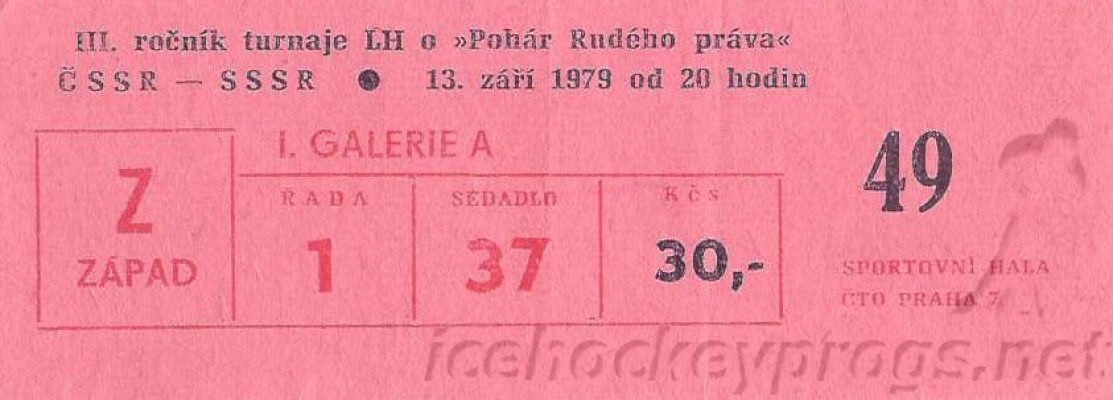 III. ročník turnaje LH o »Pohár Rudého práva«
ČSSR — SSSR ● 13. září 1979 od 20 hodin
I. GALERIE A
Z
ZÁPAD
ŘADA
1
SEDADLO
37
Kčs
30,-
49
SPORTOVNÍ HALA
ČTO PRAHA 7
icehockeyprogs.net